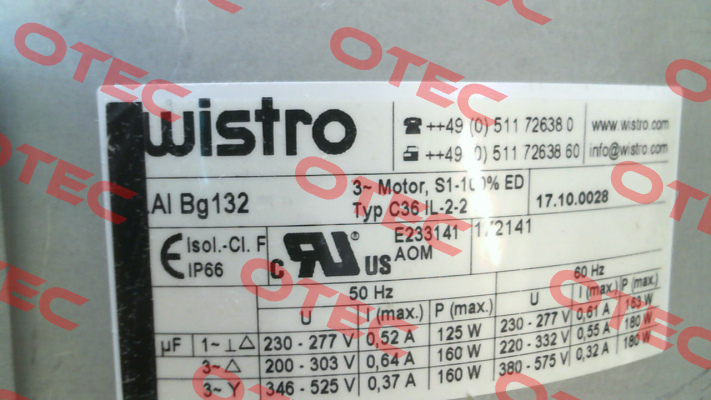 wistro
☎ ++49 (0) 511 72638 0 www.wistro.com
++49 (0) 511 72638 60 info@wistro.com
AI Bg132 3~ Motor, S1-100% ED
Typ C36 IL-2-2 17.10.0028
CE Isol.-Cl. F
IP66
c RU US E233141
AOM
50 Hz 60 Hz
U I (max.) P (max.) U I (max.) P (max.)
µF 1~ ⊥ △ 230 - 277 V 0,52 A 125 W 230 - 277 V 0,61 A 163 W
3~ △ 200 - 303 V 0,64 A 160 W 220 - 332 V 0,55 A 180 W
3~ Y 346 - 525 V 0,37 A 160 W 380 - 575 V 0,32 A 180 W
OTEC